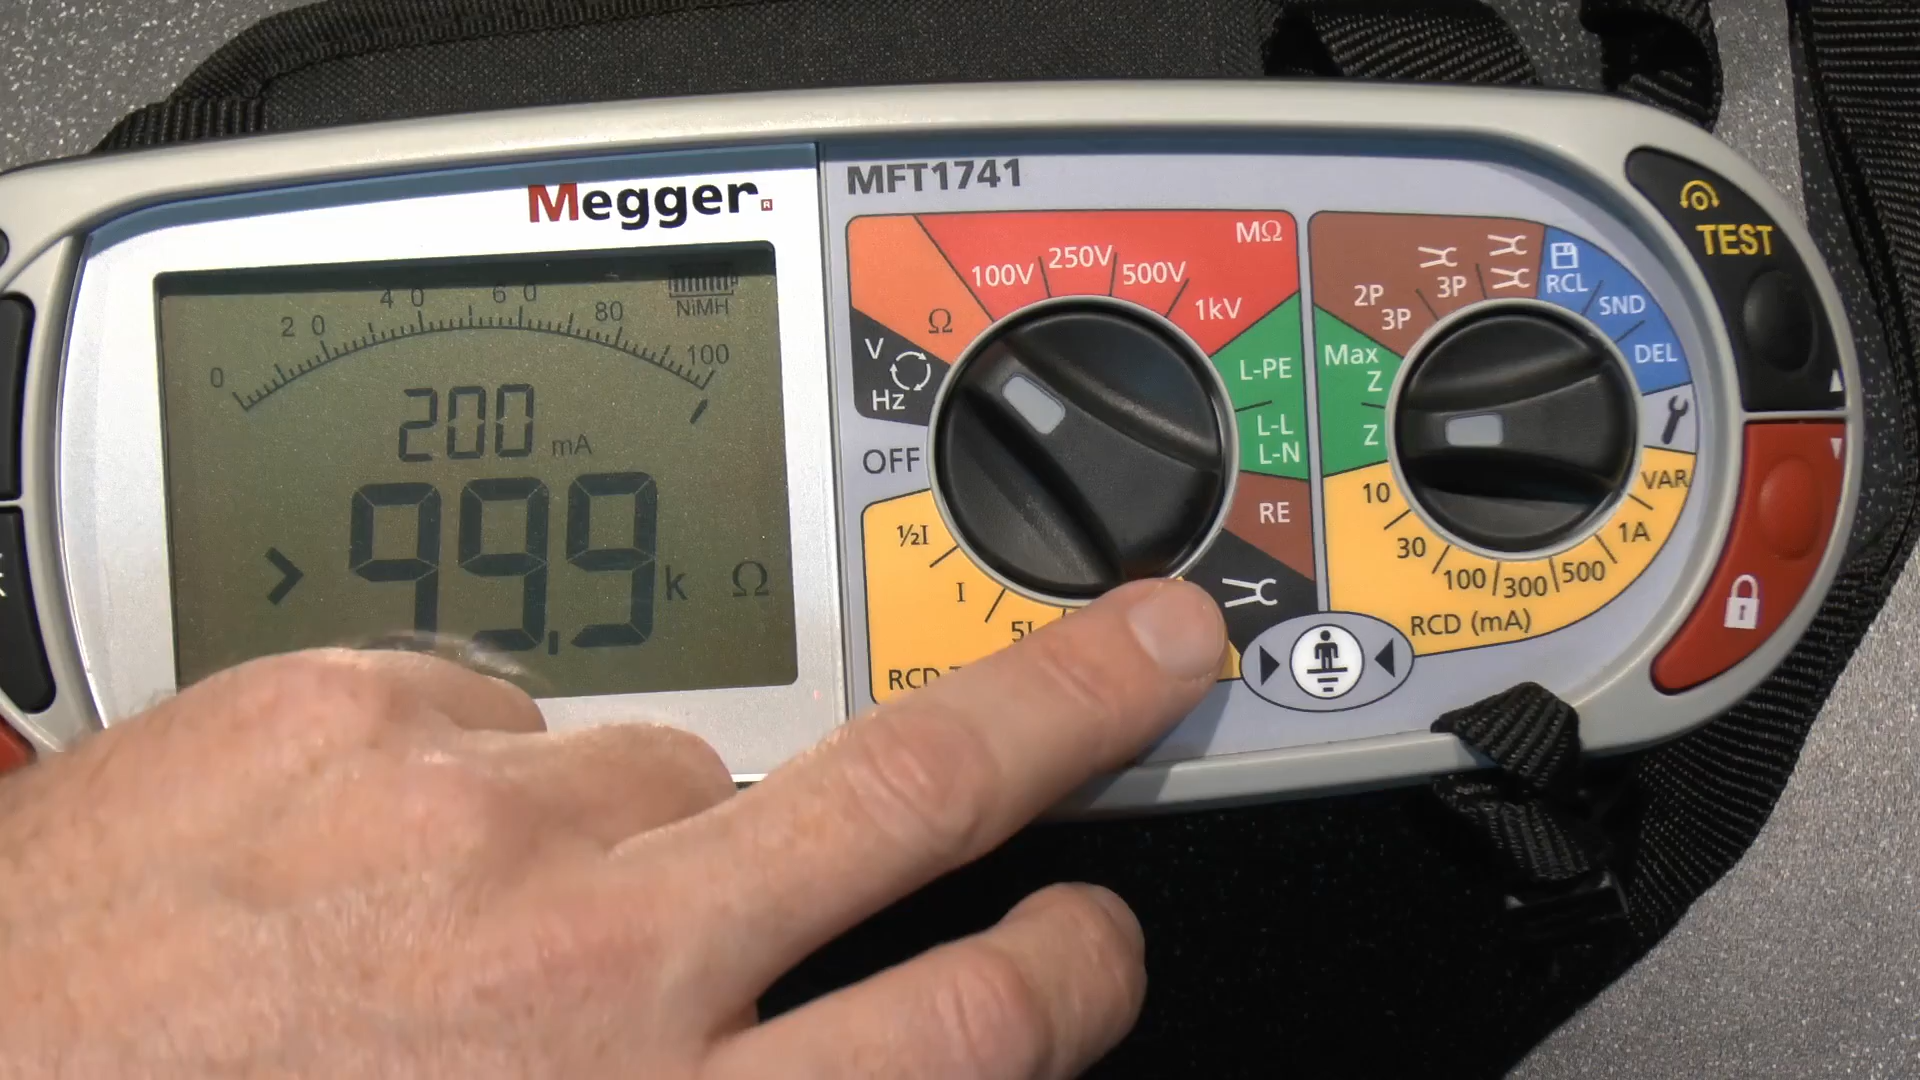 Megger
MFT1741
MΩ
100V
250V
500V
1kV
Ω
V
Hz
OFF
½I
I
5I
RCD
L-PE
L-L
L-N
RE
2P
3P
3P
RCL
SND
DEL
Max
Z
Z
10
30
100
300
500
1A
VAR
RCD (mA)
TEST
0
20
40
60
80
100
NiMH
200 mA
> 99.9 k Ω